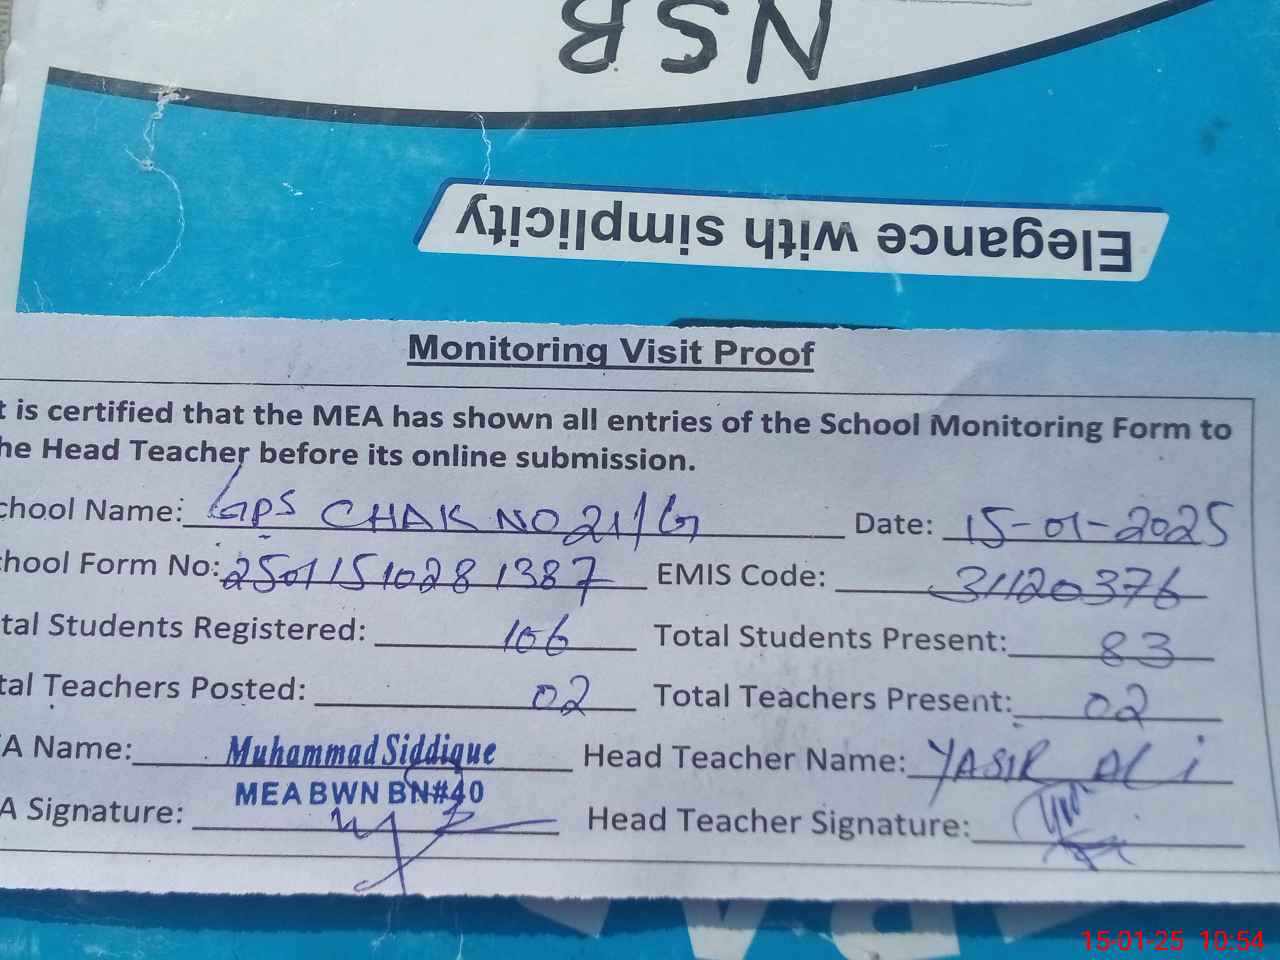 NSB
Elegance with simplicity
Monitoring Visit Proof
t is certified that the MEA has shown all entries of the School Monitoring Form to
he Head Teacher before its online submission.
chool Name: GPS CHAK NO 21/G Date: 15-01-2025
hool Form No: 2501151028 1387 EMIS Code: 31120376
tal Students Registered: 106 Total Students Present: 83
tal Teachers Posted: 02 Total Teachers Present: 02
A Name: Muhammad Siddique Head Teacher Name: YASIR ALi
MEA BWN BN#40
A Signature: Head Teacher Signature:
15-01-25 10:54